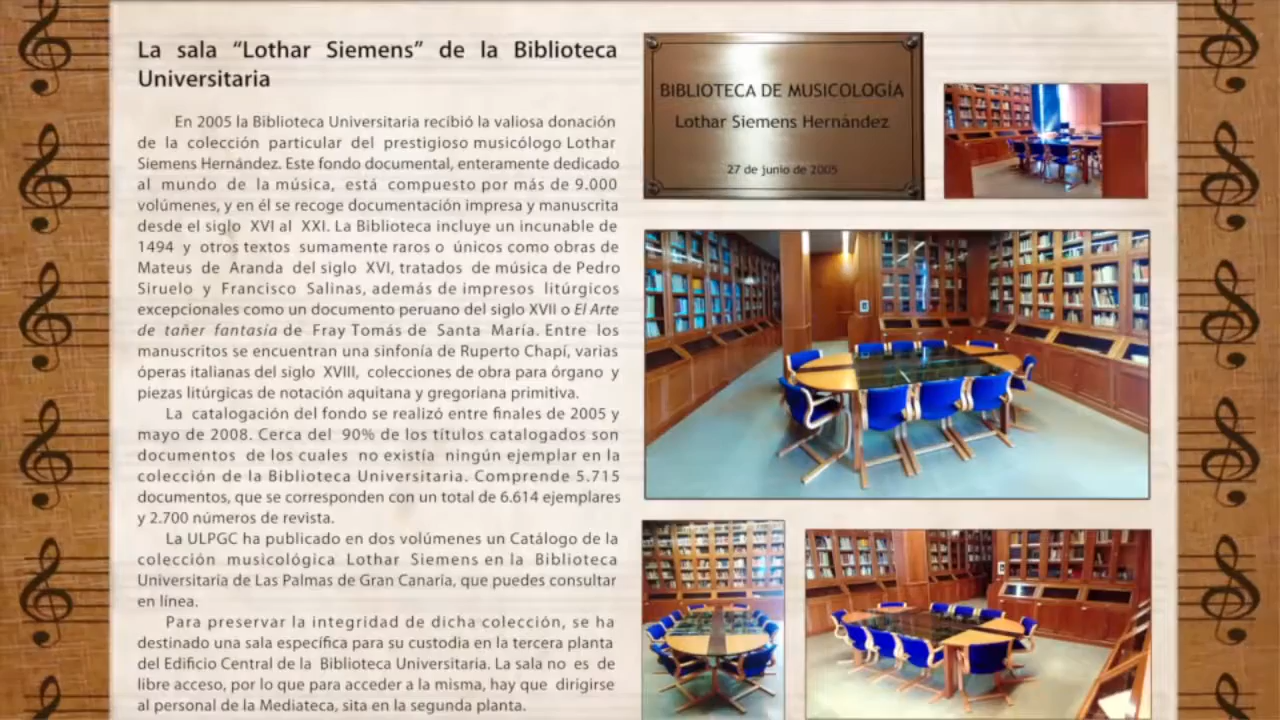 La sala “Lothar Siemens” de la Biblioteca
Universitaria
En 2005 la Biblioteca Universitaria recibió la valiosa donación
de la colección particular del prestigioso musicólogo Lothar
Siemens Hernández. Este fondo documental, enteramente dedicado
al mundo de la música, está compuesto por más de 9.000
volúmenes, y en él se recoge documentación impresa y manuscrita
desde el siglo XVI al XXI. La Biblioteca incluye un incunable de
1494 y otros textos sumamente raros o únicos como obras de
Mateus de Aranda del siglo XVI, tratados de música de Pedro
Siruelo y Francisco Salinas, además de impresos litúrgicos
excepcionales como un documento peruano del siglo XVII o El Arte
de tañer fantasia de Fray Tomás de Santa María. Entre los
manuscritos se encuentran una sinfonía de Ruperto Chapí, varias
óperas italianas del siglo XVIII, colecciones de obra para órgano y
piezas litúrgicas de notación aquitana y gregoriana primitiva.
La catalogación del fondo se realizó entre finales de 2005 y
mayo de 2008. Cerca del 90% de los títulos catalogados son
documentos de los cuales no existía ningún ejemplar en la
colección de la Biblioteca Universitaria. Comprende 5.715
documentos, que se corresponden con un total de 6.614 ejemplares
y 2.700 números de revista.
La ULPGC ha publicado en dos volúmenes un Catálogo de la
colección musicológica Lothar Siemens en la Biblioteca
Universitaria de Las Palmas de Gran Canaria, que puedes consultar
en línea.
Para preservar la integridad de dicha colección, se ha
destinado una sala específica para su custodia en la tercera planta
del Edificio Central de la Biblioteca Universitaria. La sala no es de
libre acceso, por lo que para acceder a la misma, hay que dirigirse
al personal de la Mediateca, sita en la segunda planta.
BIBLIOTECA DE MUSICOLOGÍA
Lothar Siemens Hernández
27 de junio de 2005